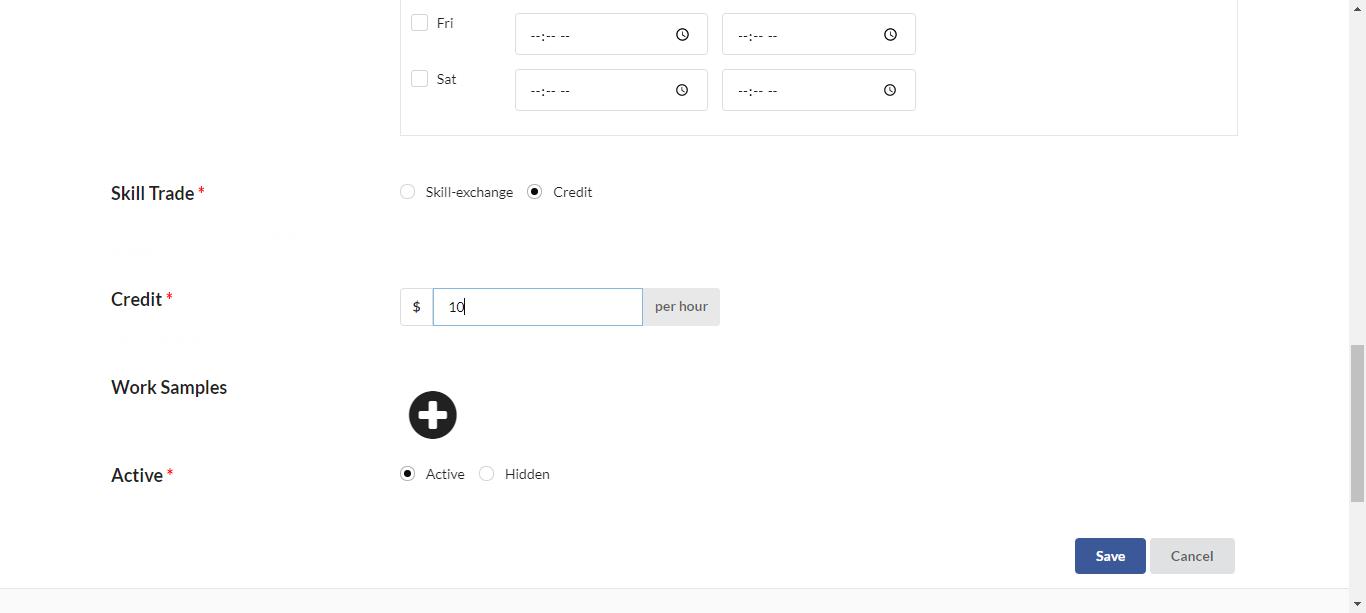 Fri --:-- -- --:-- --
Sat --:-- -- --:-- --
Skill Trade * Skill-exchange Credit
Credit * $ 10 per hour
Work Samples
Active * Active Hidden
Save Cancel